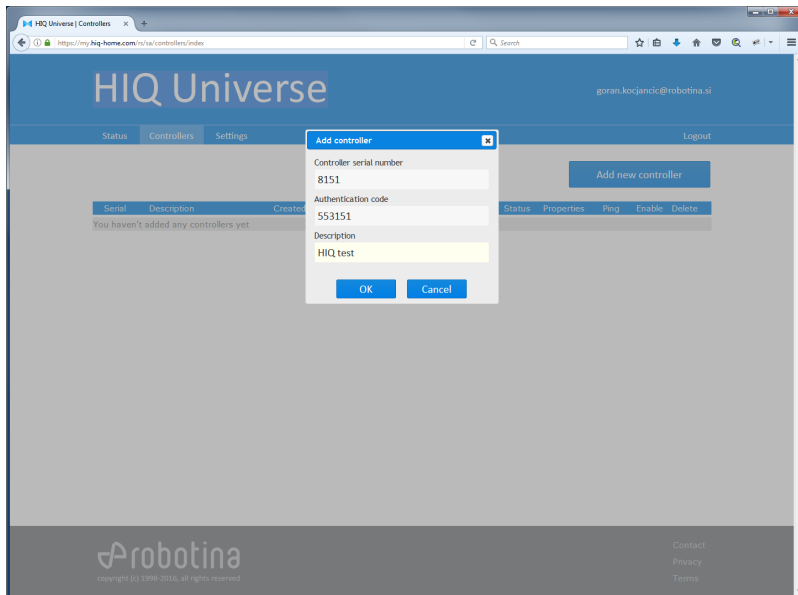 HIQ Universe | Controllers
https://my.hiq-home.com/rs/sa/controllers/index
Search
HIQ Universe
goran.kocjancic@robotina.si
Status Controllers Settings Logout
Add controller
Controller serial number
8151
Authentication code
553151
Description
HIQ test
OK Cancel
Add new controller
Serial Description Created Status Properties Ping Enable Delete
You haven't added any controllers yet
robotina
copyright (c) 1998-2016, all rights reserved
Contact
Privacy
Terms